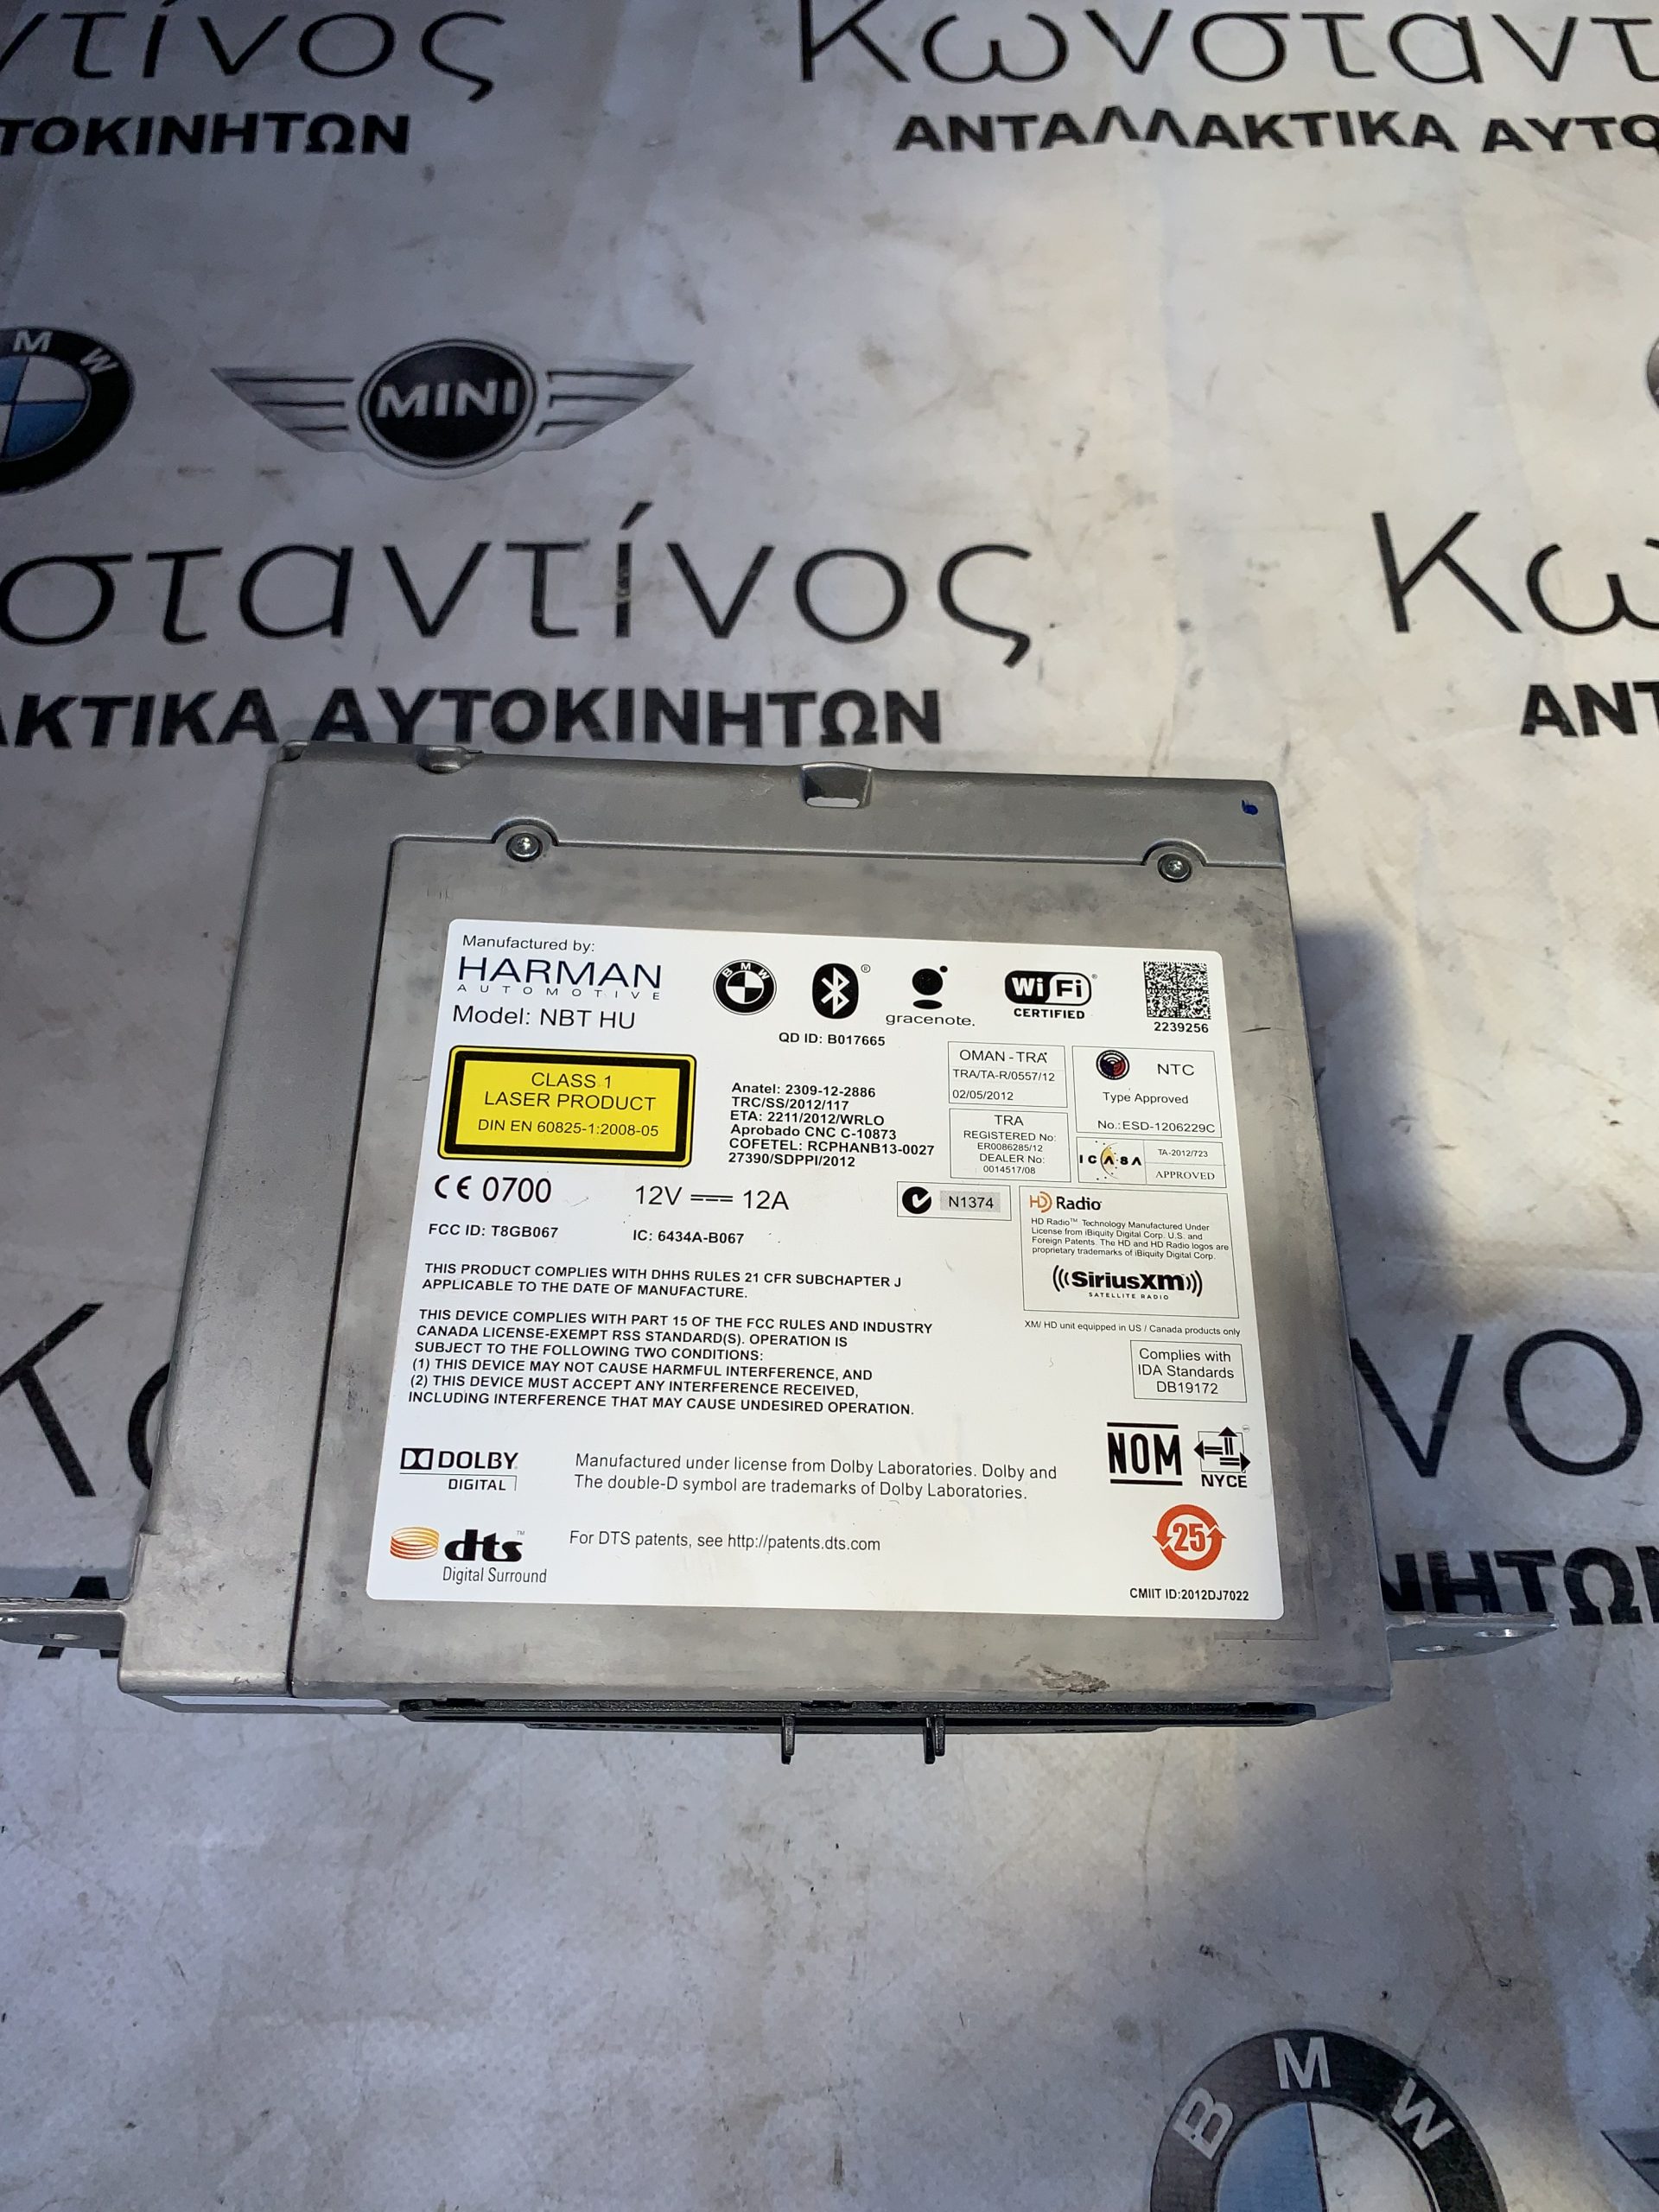 ντίνος
Κωνσταντ
ΤΟΚΙΝΗΤΩΝ
ΑΝΤΑΛΛΑΚΤΙΚΑ ΑΥΤΟ
M W
MINI
σταντίνος
Κω
ΑΚΤΙΚΑ ΑΥΤΟΚΙΝΗΤΩΝ
ΑΝΤ
Manufactured by:
HARMAN
AUTOMOTIVE
Model: NBT HU
BMW
®
gracenote.
Wi Fi®
CERTIFIED
2239256
QD ID: B017665
CLASS 1
LASER PRODUCT
DIN EN 60825-1:2008-05
Anatel: 2309-12-2886
TRC/SS/2012/117
ETA: 2211/2012/WRLO
Aprobado CNC C-10873
COFETEL: RCPHANB13-0027
27390/SDPPI/2012
OMAN - TRA
TRA/TA-R/0557/12
02/05/2012
TRA
REGISTERED No:
ER0086285/12
DEALER No:
0014517/08
NTC
Type Approved
No.: ESD-1206229C
ICASA
TA-2012/723
APPROVED
CE 0700
12V 12A
N1374
FCC ID: T8GB067
IC: 6434A-B067
HD Radio
HD Radio™ Technology Manufactured Under
License from iBiquity Digital Corp. U.S. and
Foreign Patents. The HD and HD Radio logos are
proprietary trademarks of iBiquity Digital Corp.
(((SiriusXM)))
SATELLITE RADIO
XM/ HD unit equipped in US / Canada products only
THIS PRODUCT COMPLIES WITH DHHS RULES 21 CFR SUBCHAPTER J
APPLICABLE TO THE DATE OF MANUFACTURE.
THIS DEVICE COMPLIES WITH PART 15 OF THE FCC RULES AND INDUSTRY
CANADA LICENSE-EXEMPT RSS STANDARD(S). OPERATION IS
SUBJECT TO THE FOLLOWING TWO CONDITIONS:
(1) THIS DEVICE MAY NOT CAUSE HARMFUL INTERFERENCE, AND
(2) THIS DEVICE MUST ACCEPT ANY INTERFERENCE RECEIVED,
INCLUDING INTERFERENCE THAT MAY CAUSE UNDESIRED OPERATION.
Complies with
IDA Standards
DB19172
DOLBY
DIGITAL
Manufactured under license from Dolby Laboratories. Dolby and
The double-D symbol are trademarks of Dolby Laboratories.
NOM
NYCE
dts™
Digital Surround
For DTS patents, see http://patents.dts.com
25
CMIIT ID:2012DJ7022
Κω
νο
ΝΗΤΩΝ
BMW